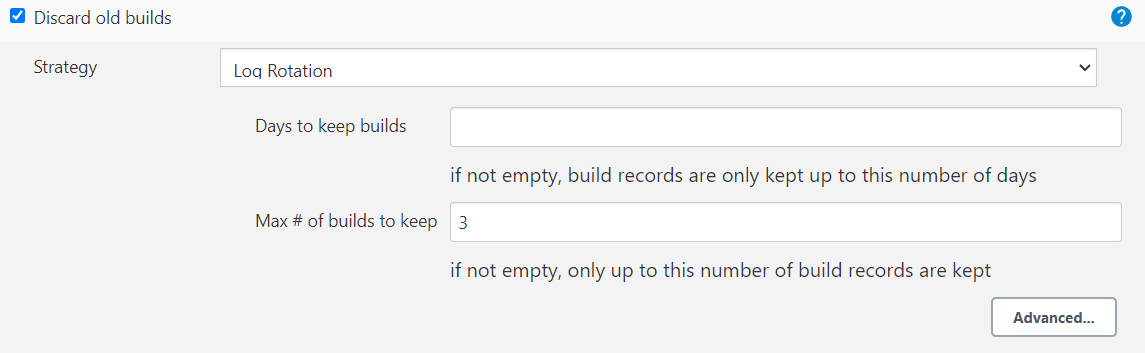 Discard old builds
?
Strategy
Log Rotation
Days to keep builds
if not empty, build records are only kept up to this number of days
Max # of builds to keep
3
if not empty, only up to this number of build records are kept
Advanced...